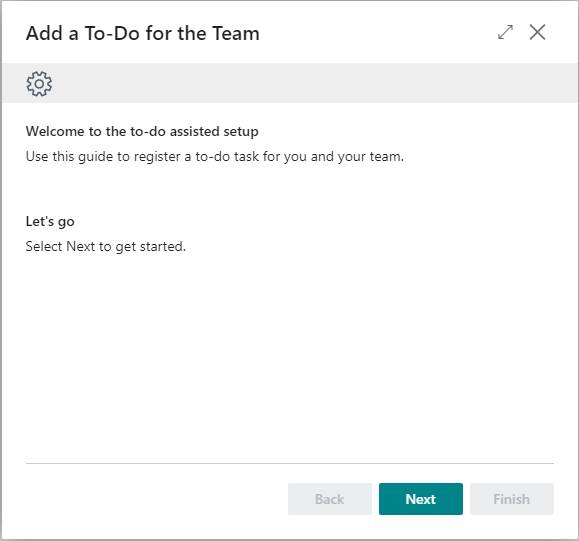 Add a To-Do for the Team
Welcome to the to-do assisted setup
Use this guide to register a to-do task for you and your team.
Let's go
Select Next to get started.
Back
Next
Finish